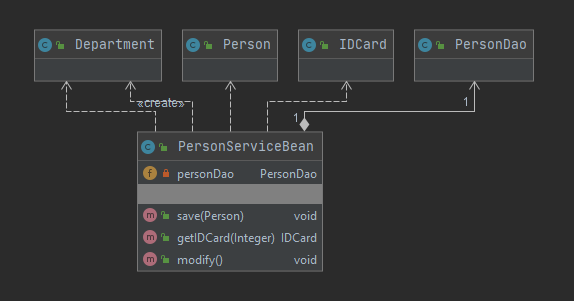 C Department
C Person
C IDCard
C PersonDao
«create»
1
1
C PersonServiceBean
f personDao PersonDao
m save(Person) void
m getIDCard(Integer) IDCard
m modify() void